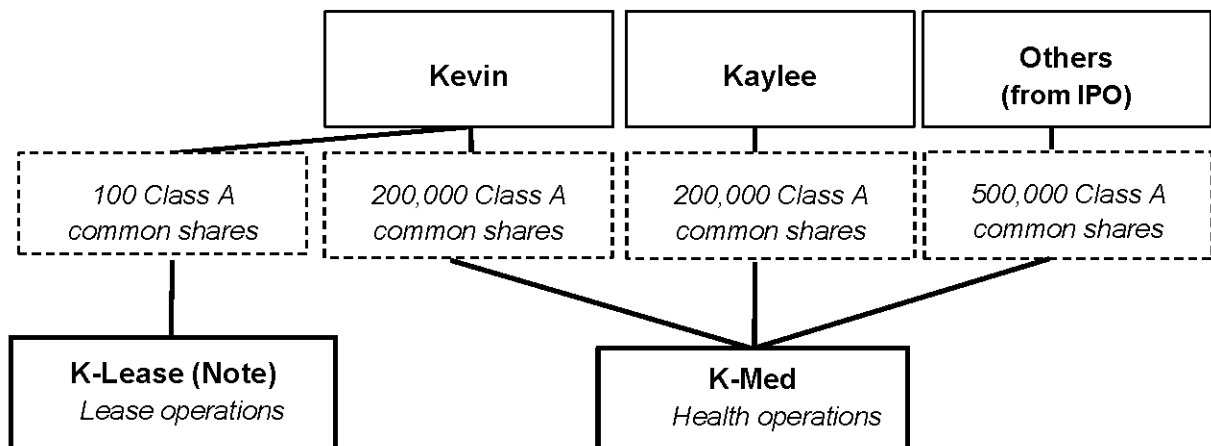 Kevin
Kaylee
Others
(from IPO)
100 Class A
common shares
200,000 Class A
common shares
200,000 Class A
common shares
500,000 Class A
common shares
K-Lease (Note)
Lease operations
K-Med
Health operations